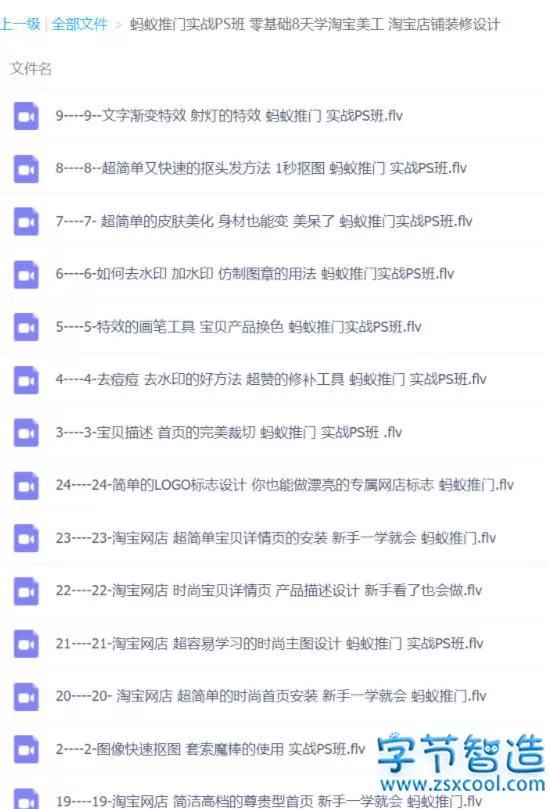 上一级 | 全部文件 > 蚂蚁推门实战PS班 零基础8天学淘宝美工 淘宝店铺装修设计
文件名
9----9--文字渐变特效 射灯的特效 蚂蚁推门 实战PS班.flv
8----8--超简单又快速的抠头发方法 1秒抠图 蚂蚁推门 实战PS班.flv
7----7- 超简单的皮肤美化 身材也能变 美呆了 蚂蚁推门实战PS班.flv
6----6-如何去水印 加水印 仿制图章的用法 蚂蚁推门实战PS班.flv
5----5-特效的画笔工具 宝贝产品换色 蚂蚁推门实战PS班.flv
4----4-去痘痘 去水印的好方法 超赞的修补工具 蚂蚁推门 实战PS班.flv
3----3-宝贝描述 首页的完美裁切 蚂蚁推门 实战PS班 .flv
24----24-简单的LOGO标志设计 你也能做漂亮的专属网店标志 蚂蚁推门.flv
23----23-淘宝网店 超简单宝贝详情页的安装 新手一学就会 蚂蚁推门.flv
22----22-淘宝网店 时尚宝贝详情页 产品描述设计 新手看了也会做.flv
21----21-淘宝网店 超容易学习的时尚主图设计 蚂蚁推门 实战PS班.flv
20----20- 淘宝网店 超简单的时尚首页安装 新手一学就会 蚂蚁推门.flv
2----2-图像快速抠图 套索魔棒的使用 实战PS班.flv
字节智造
www.zsxcool.com
19----19-淘宝网店 简洁高档的尊贵型首页 新手一学就会 蚂蚁推门.flv